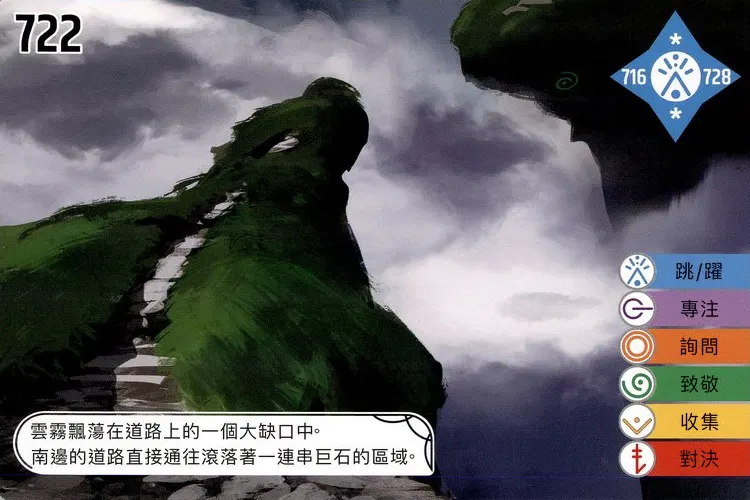 722
*
716 728
*
跳/躍
專注
詢問
致敬
收集
對決
雲霧飄蕩在道路上的一個大缺口中。
南邊的道路直接通往滾落著一連串巨石的區域。